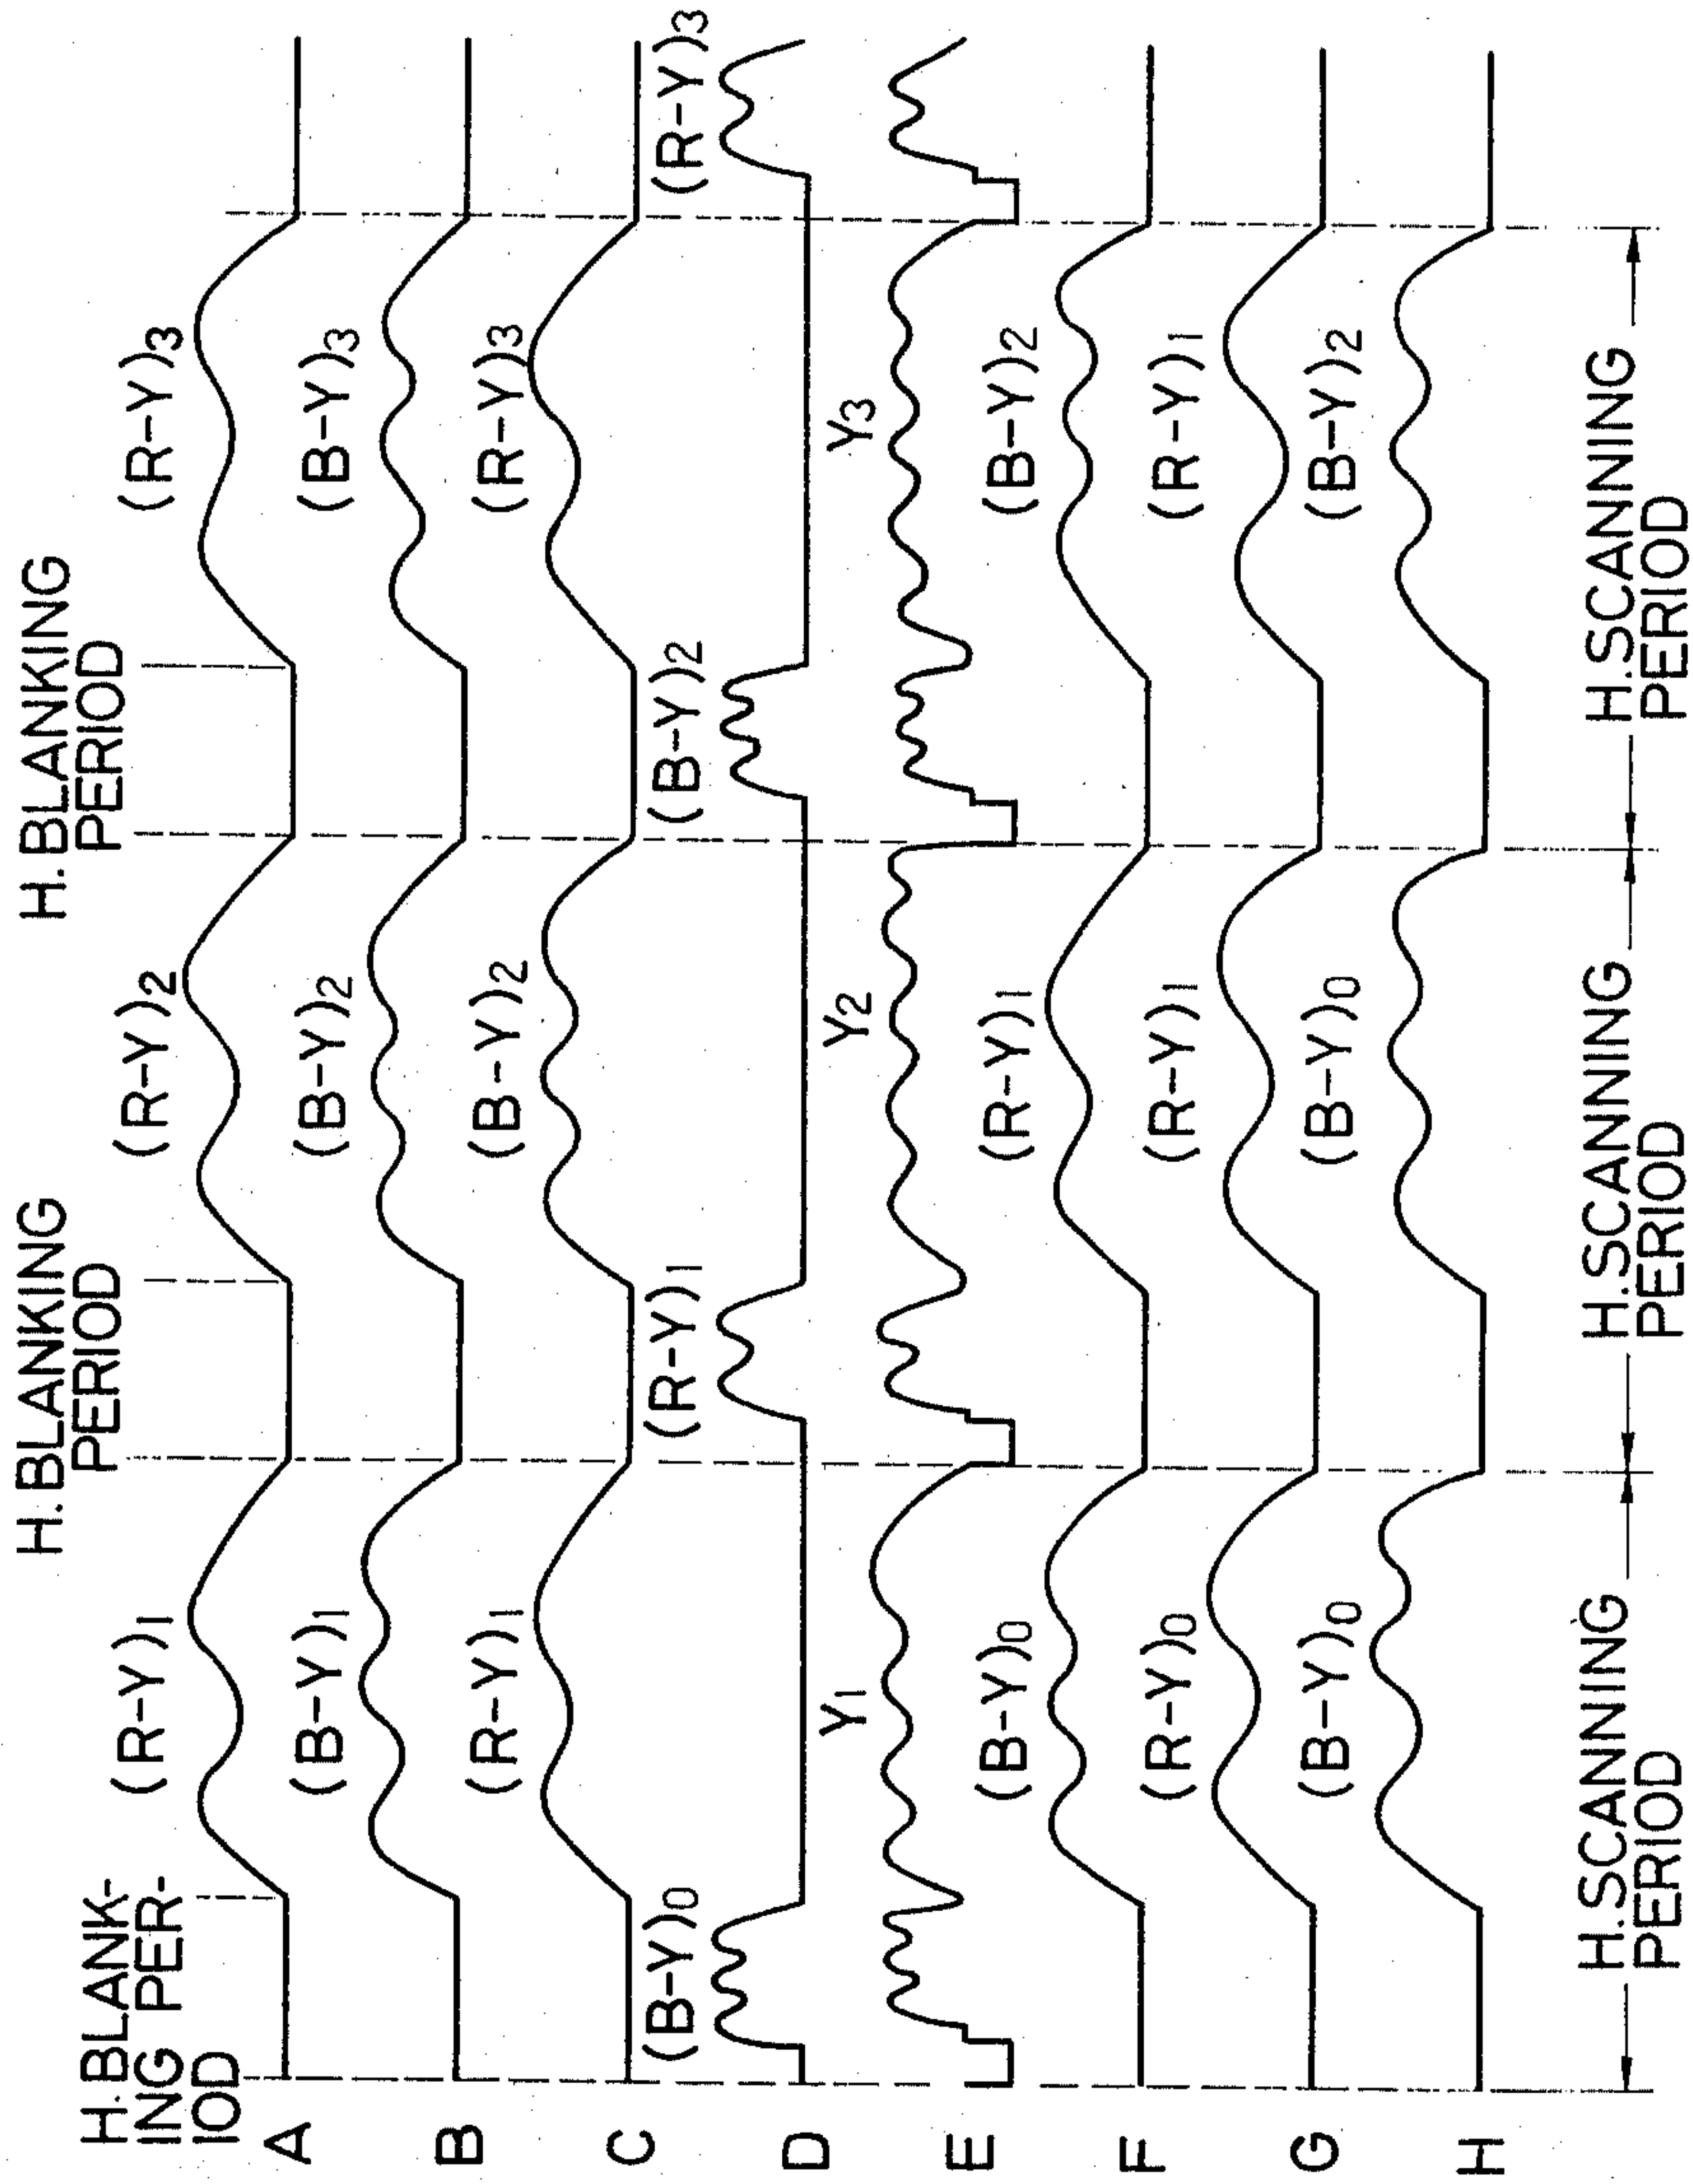 H.BLANK-
ING PER-
IOD
H.BLANKING
PERIOD
H.BLANKING
PERIOD
A
(R-Y)1
(R-Y)2
(R-Y)3
B
(B-Y)1
(B-Y)2
(B-Y)3
C
(R-Y)1
(B-Y)2
(R-Y)3
D
(B-Y)0
(R-Y)1
(B-Y)2
(R-Y)3
E
Y1
Y2
Y3
F
(B-Y)0
(R-Y)1
(B-Y)2
G
(R-Y)0
(R-Y)1
(R-Y)1
H
(B-Y)0
(B-Y)0
(B-Y)2
H.SCANNING
PERIOD
H.SCANNING
PERIOD
H.SCANNING
PERIOD